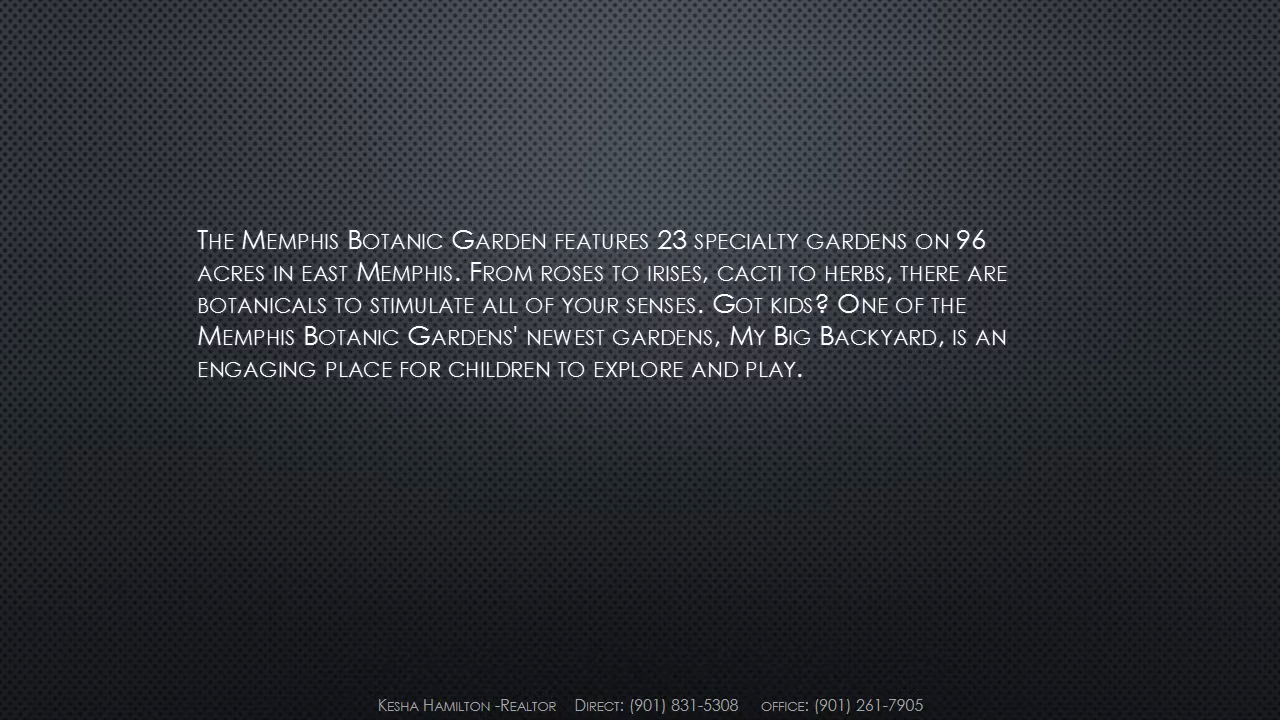 The Memphis Botanic Garden features 23 specialty gardens on 96
acres in east Memphis. From roses to irises, cacti to herbs, there are
botanicals to stimulate all of your senses. Got kids? One of the
Memphis Botanic Gardens' newest gardens, My Big Backyard, is an
engaging place for children to explore and play.
Kesha Hamilton -Realtor Direct: (901) 831-5308 office: (901) 261-7905